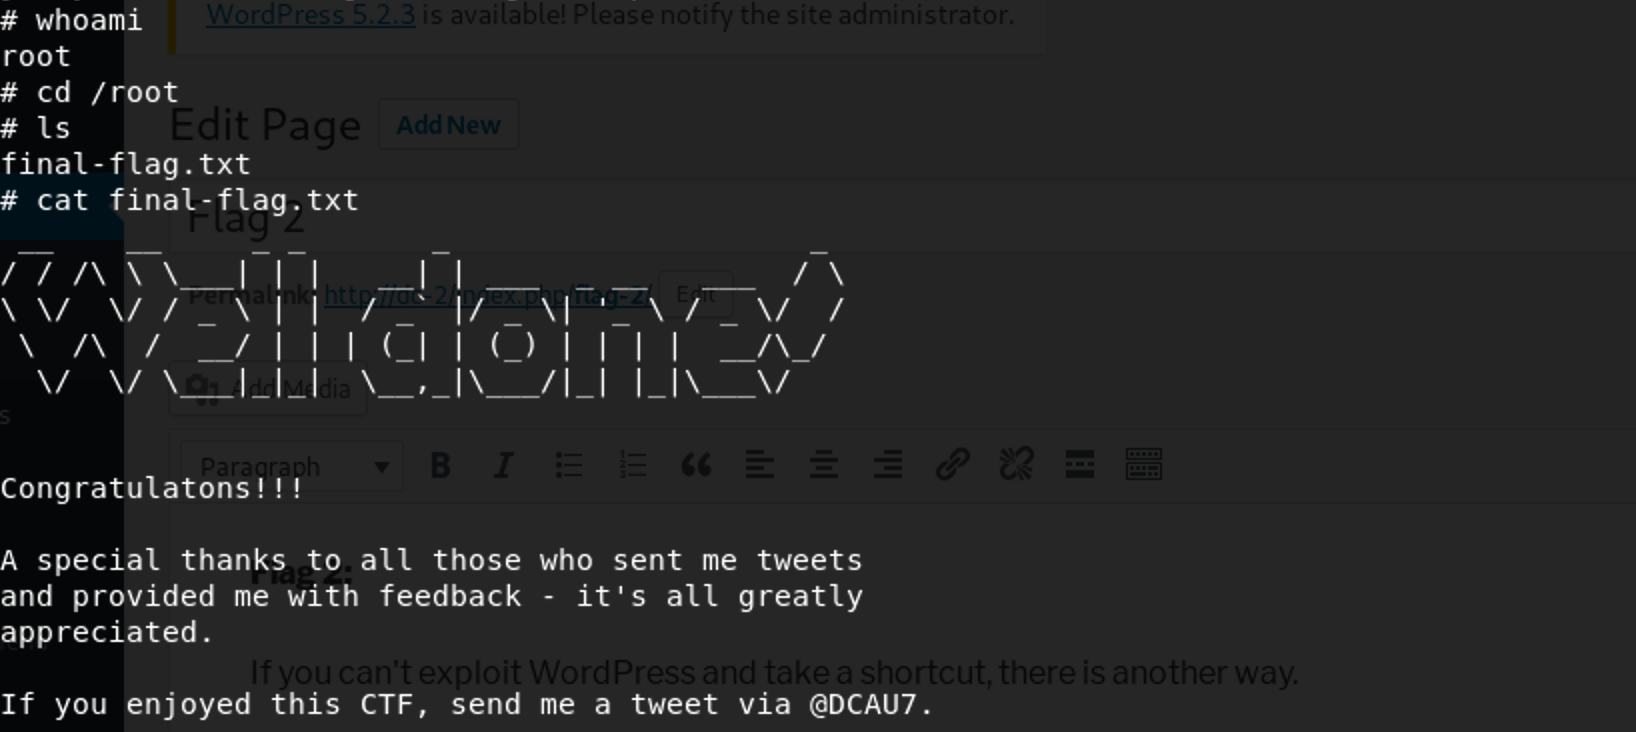 # whoami
root
# cd /root
# ls
final-flag.txt
# cat final-flag.txt
Well done!
Congratulatons!!!
A special thanks to all those who sent me tweets
and provided me with feedback - it's all greatly
appreciated.
If you enjoyed this CTF, send me a tweet via @DCAU7.
WordPress 5.2.3 is available! Please notify the site administrator.
Edit Page
Add New
Flag 2
Permalink: http://dc-2/index.php/flag-2/ Edit
Add Media
Paragraph
Flag 2:
If you can't exploit WordPress and take a shortcut, there is another way.